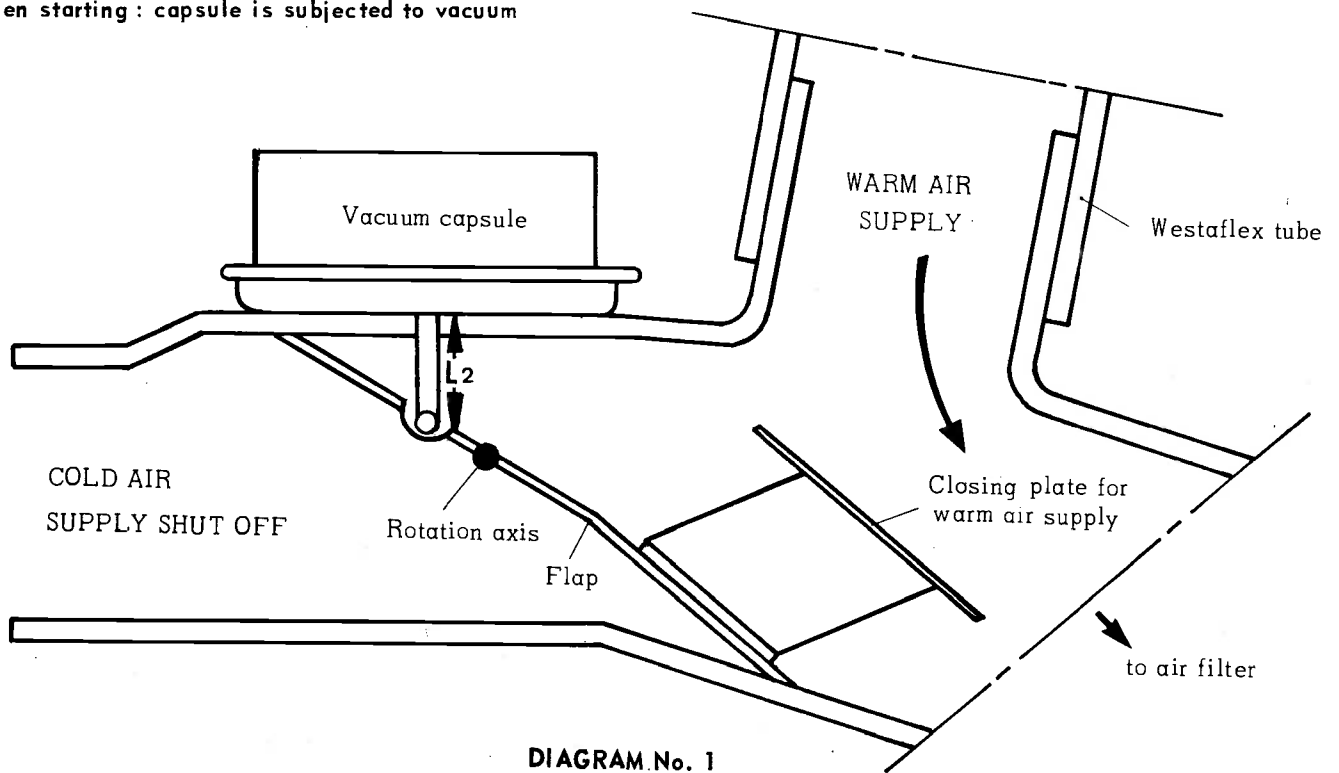 en starting : capsule is subjected to vacuum
Vacuum capsule
WARM AIR
SUPPLY
Westaflex tube
L2
COLD AIR
SUPPLY SHUT OFF
Rotation axis
Flap
Closing plate for
warm air supply
to air filter
DIAGRAM No. 1